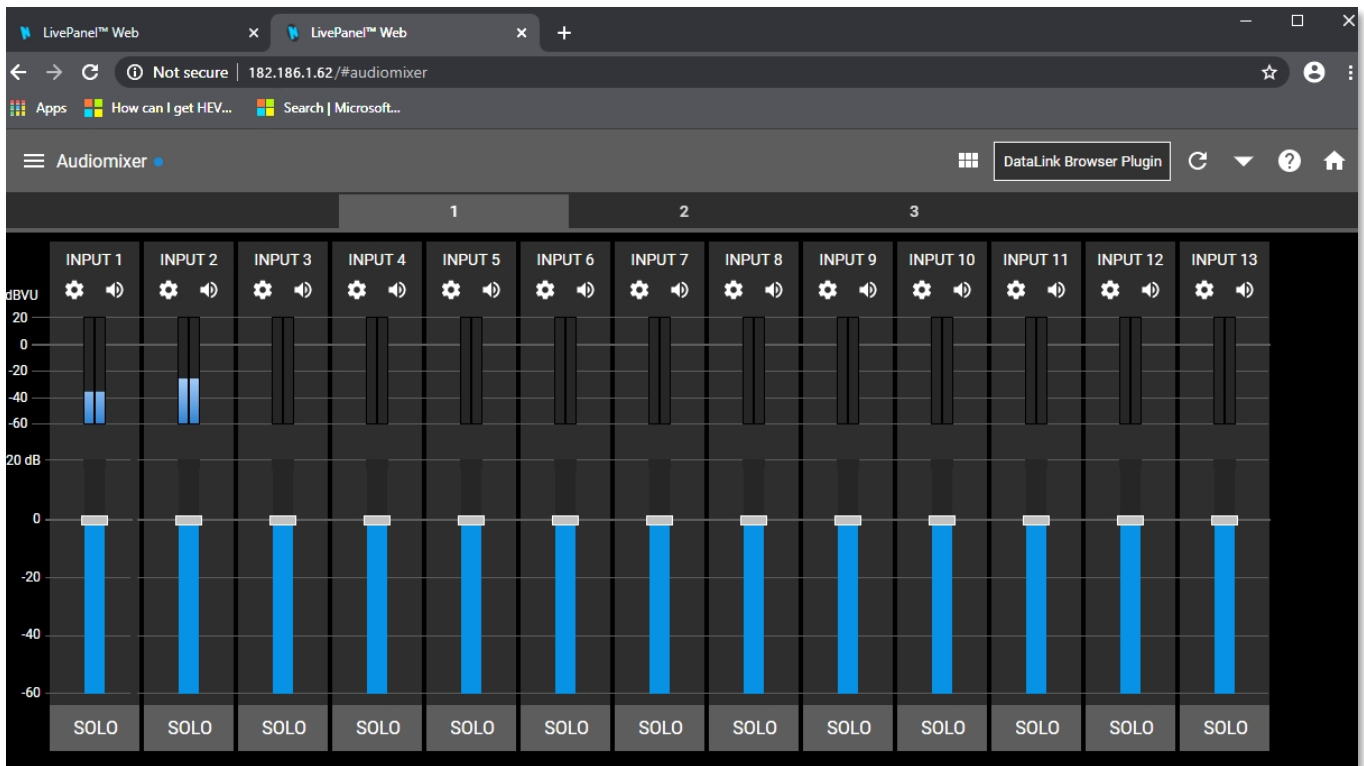 LivePanel™ Web LivePanel™ Web
Not secure 182.186.1.62/#audiomixer
Apps How can I get HEV... Search | Microsoft...
Audiomixer DataLink Browser Plugin
1 2 3
INPUT 1 INPUT 2 INPUT 3 INPUT 4 INPUT 5 INPUT 6 INPUT 7 INPUT 8 INPUT 9 INPUT 10 INPUT 11 INPUT 12 INPUT 13
dBVU
20
0
-20
-40
-60
20 dB
0
-20
-40
-60
SOLO SOLO SOLO SOLO SOLO SOLO SOLO SOLO SOLO SOLO SOLO SOLO SOLO